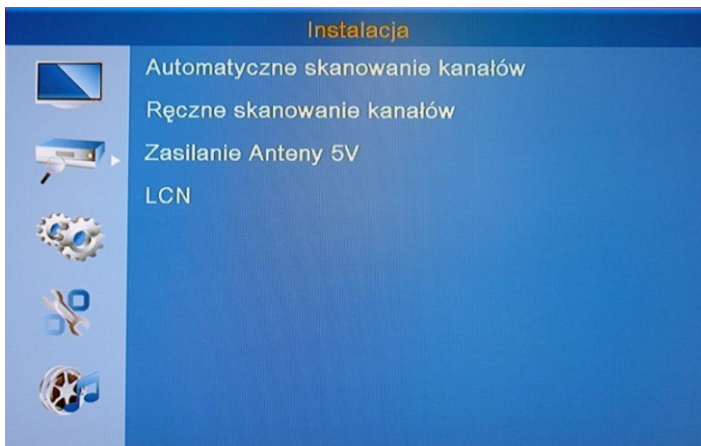 Instalacja
Automatyczne skanowanie kanałów
Ręczne skanowanie kanałów
Zasilanie Anteny 5V
LCN